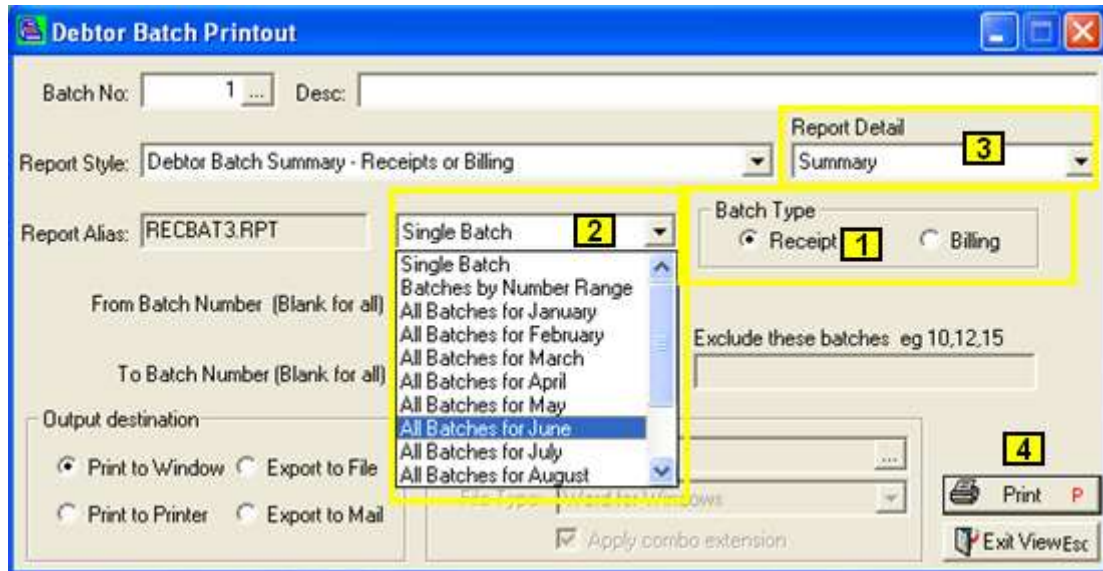 Debtor Batch Printout
Batch No: 1 ... Desc:
Report Detail
Report Style: Debtor Batch Summary - Receipts or Billing Summary 3
Report Alias: RECBAT3.RPT Single Batch 2
Batch Type
Receipt 1 Billing
Single Batch
Batches by Number Range
All Batches for January
All Batches for February
All Batches for March
All Batches for April
All Batches for May
All Batches for June
All Batches for July
All Batches for August
From Batch Number (Blank for all)
Exclude these batches eg 10,12,15
To Batch Number (Blank for all)
Output destination
Print to Window Export to File
Print to Printer Export to Mail
...
File Type: Word for Windows
Apply combo extension
4
Print P
Exit View Esc